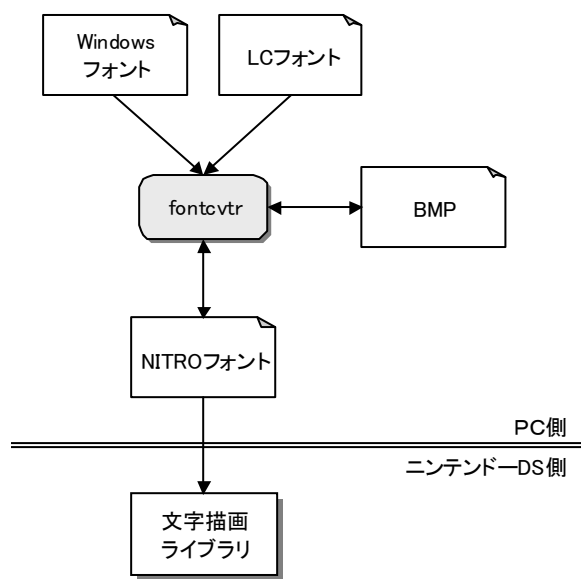 Windows
フォント
LCフォント
fontcvtr
BMP
NITROフォント
PC側
ニンテンドーDS側
文字描画
ライブラリ